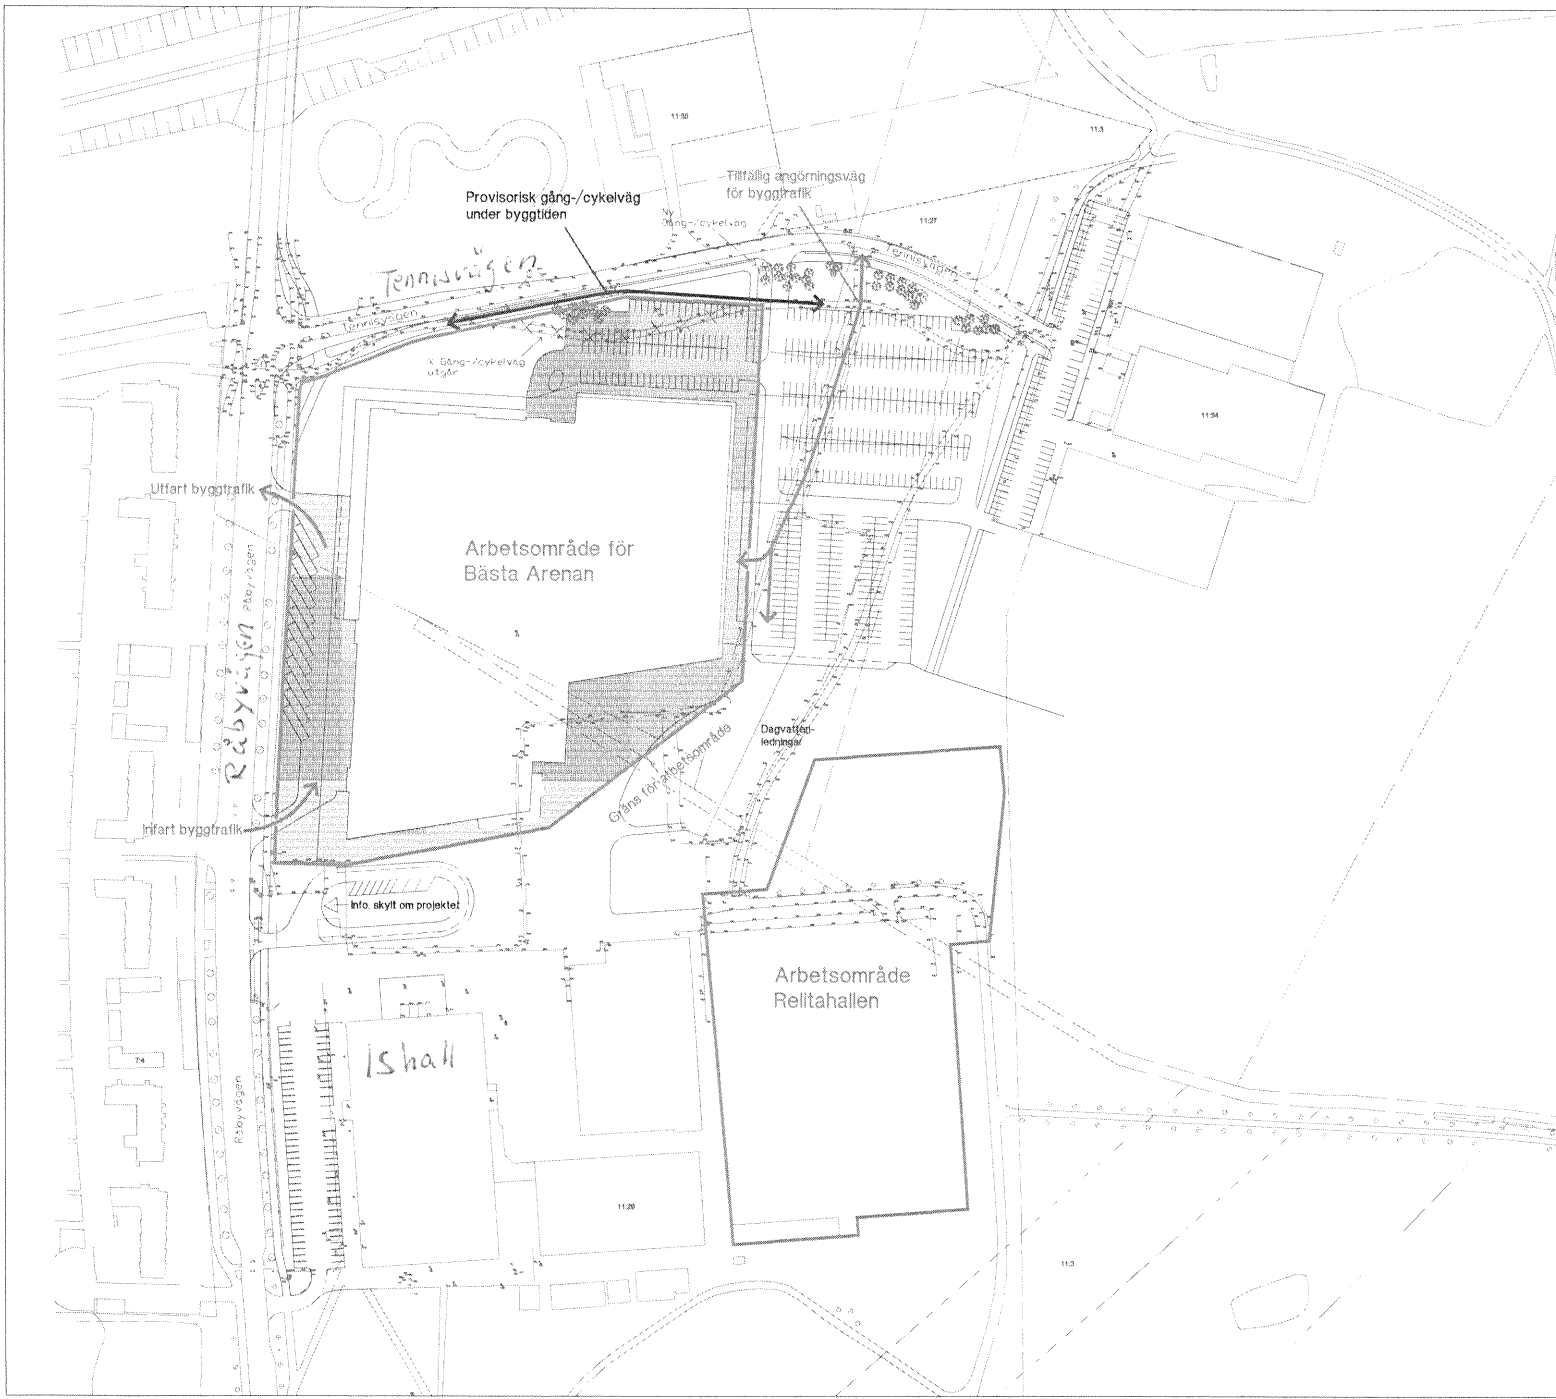 11:36
11:3
Tillfällig angörningsväg
för byggtrafik
Provisorisk gång-/cykelväg
under byggtiden
Ny
Gång-/cykelväg
11:27
Tennisvägen
Tennisvägen
Tennisvägen
X Gång-/cykelväg
utgår
11:34
Utfart byggtrafik
Arbetsområde för
Bästa Arenan
Råbyvägen
Råbyvägen
Dagvatten-
ledningar
Gräns för arbetsområde
Infart byggtrafik
Info. skylt om projektet
Arbetsområde
Relitahallen
Ishall
7:4
Råbyvägen
11:29
11:3